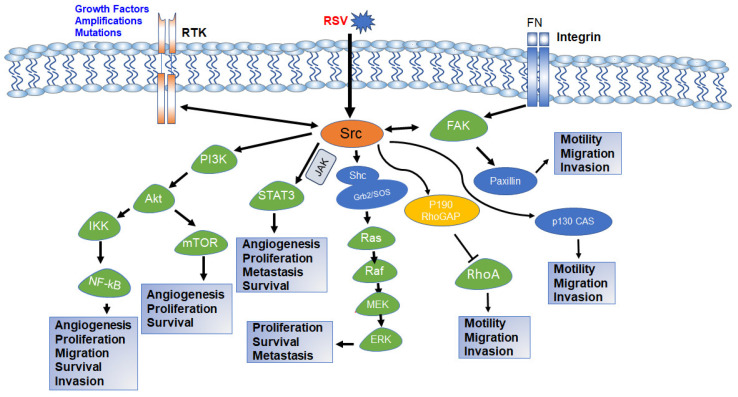 Growth Factors
Amplifications
Mutations
RTK
RSV
FN
Integrin
Src
FAK
PI3K
JAK
Shc
Grb2/SOS
Paxillin
Motility
Migration
Invasion
Akt
STAT3
P190
RhoGAP
p130 CAS
IKK
mTOR
Ras
Angiogenesis
Proliferation
Metastasis
Survival
NF-kB
Raf
RhoA
Motility
Migration
Invasion
Angiogenesis
Proliferation
Survival
MEK
Angiogenesis
Proliferation
Migration
Survival
Invasion
Proliferation
Survival
Metastasis
ERK
Motility
Migration
Invasion